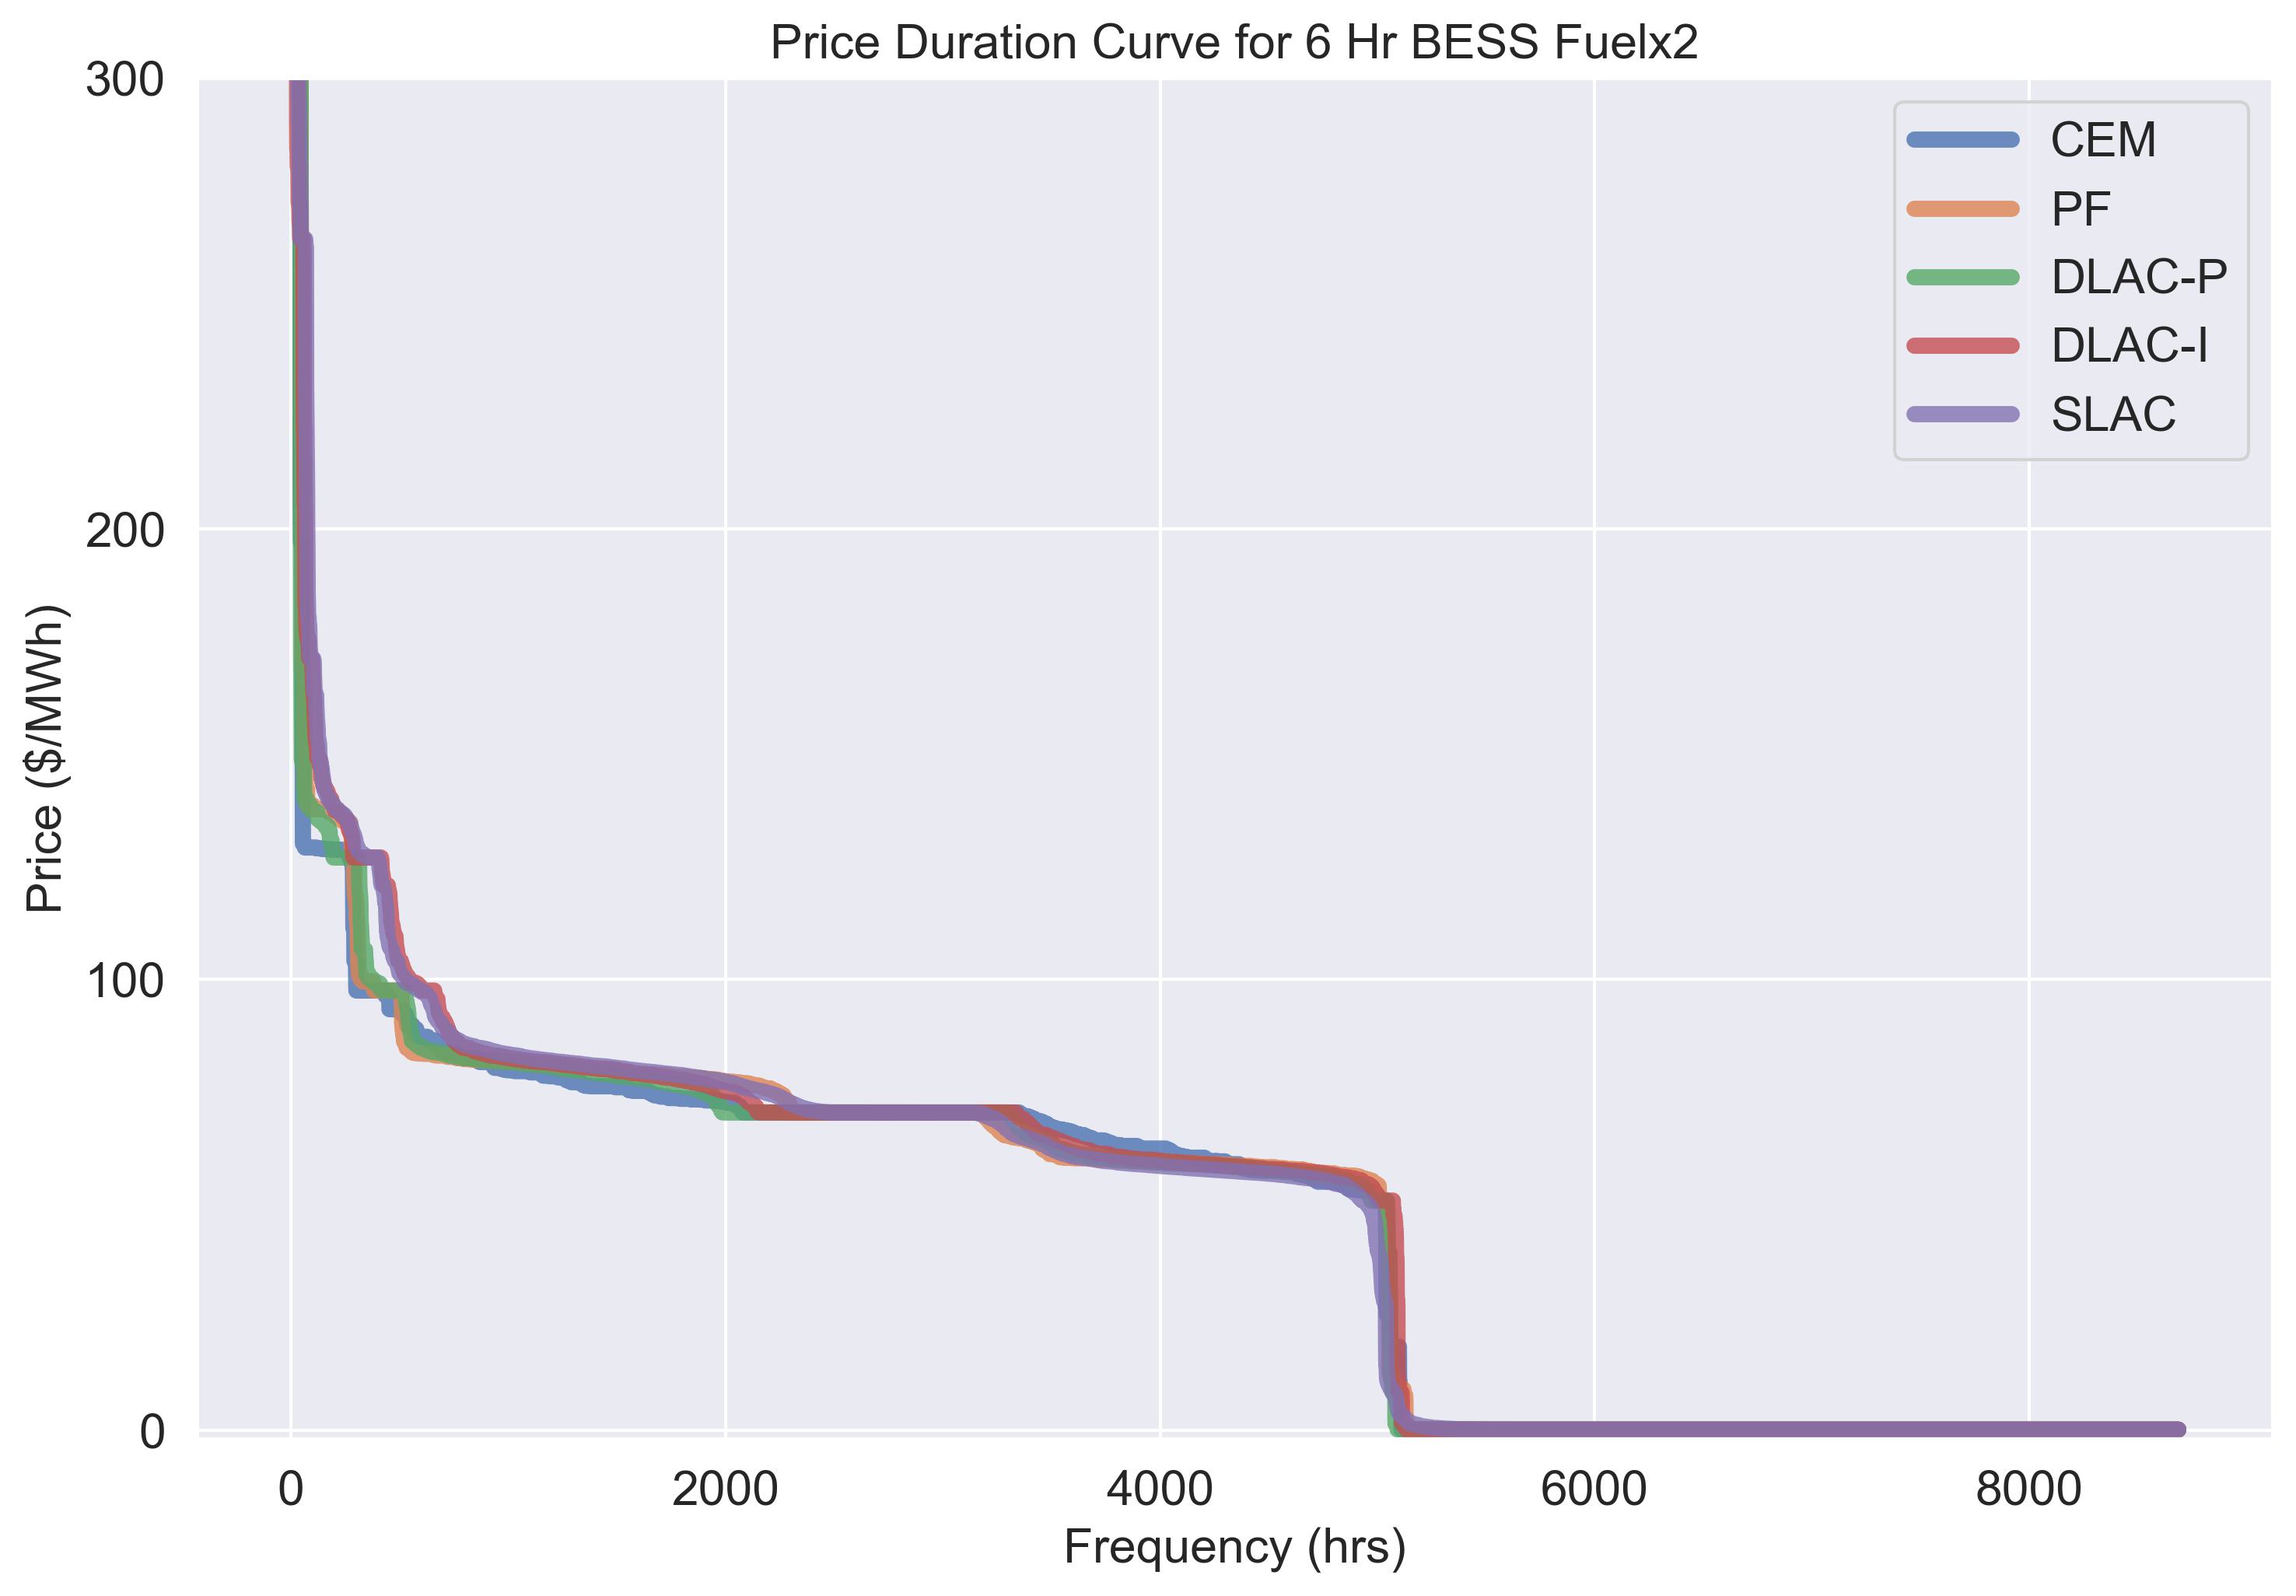 Price Duration Curve for 6 Hr BESS Fuelx2
300
200
100
0
Price ($/MWh)
CEM
PF
DLAC-P
DLAC-I
SLAC
0 2000 4000 6000 8000
Frequency (hrs)